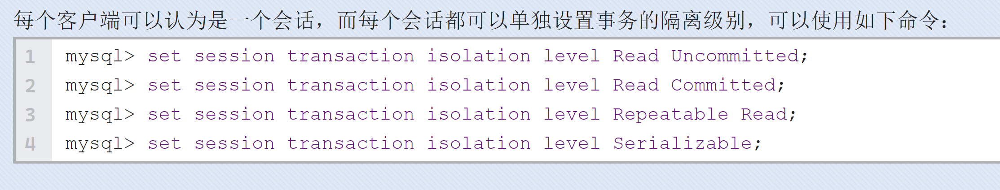 每个客户端可以认为是一个会话，而每个会话都可以单独设置事务的隔离级别，可以使用如下命令：
1 mysql> set session transaction isolation level Read Uncommitted;
2 mysql> set session transaction isolation level Read Committed;
3 mysql> set session transaction isolation level Repeatable Read;
4 mysql> set session transaction isolation level Serializable;